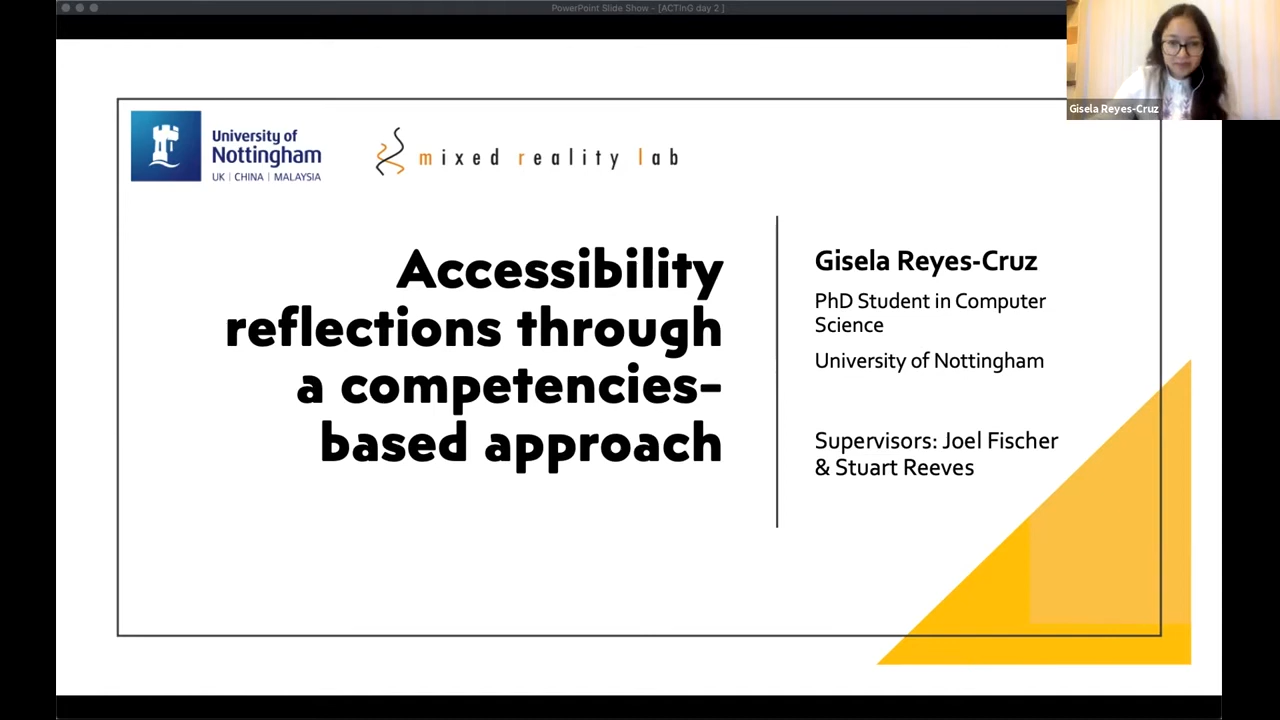 PowerPoint Slide Show - [ACTInG day 2 ]
Gisela Reyes-Cruz
University of
Nottingham
UK | CHINA | MALAYSIA
mixed reality lab
Accessibility
reflections through
a competencies-
based approach
Gisela Reyes-Cruz
PhD Student in Computer
Science
University of Nottingham
Supervisors: Joel Fischer
& Stuart Reeves